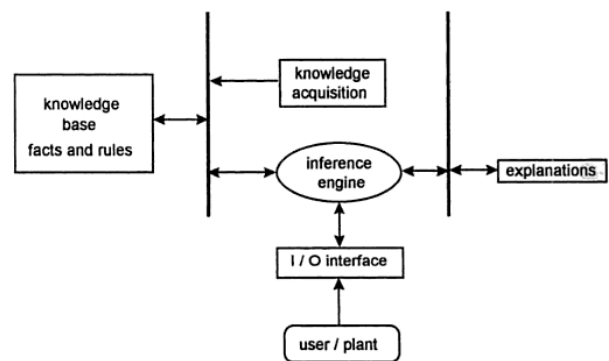 knowledge
acquisition
knowledge
base
facts and rules
inference
engine
explanations
I / O interface
user / plant